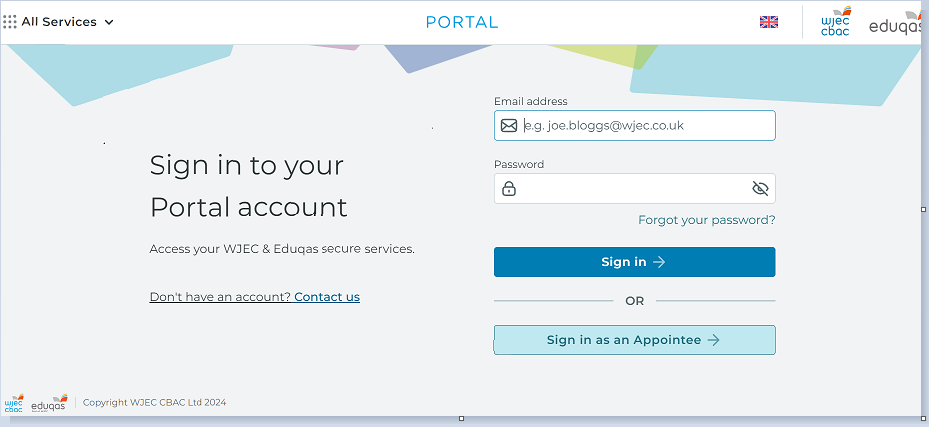 All Services
PORTAL
wjec
cbac
eduqas
Email address
e.g. joe.bloggs@wjec.co.uk
Sign in to your
Portal account
Password
Forgot your password?
Access your WJEC & Eduqas secure services.
Sign in
Don't have an account? Contact us
OR
Sign in as an Appointee
wjec
cbac
eduqas
Copyright WJEC CBAC Ltd 2024